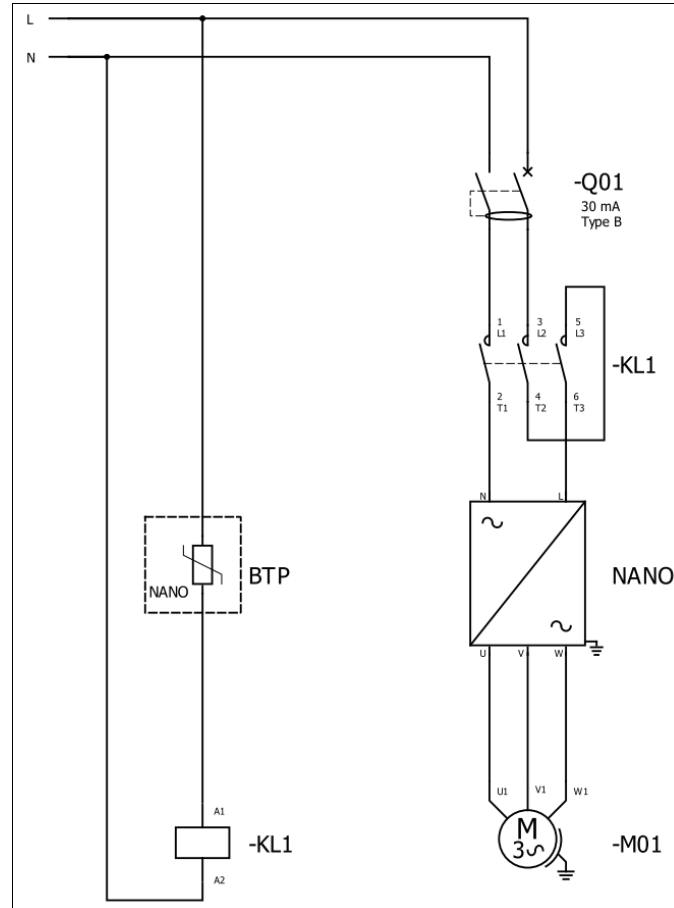 L
N
-Q01
30 mA
Type B
1 3 5
L1 L2 L3
-KL1
2 4 6
T1 T2 T3
N L
BTP
NANO
NANO
U V W
U1 V1 W1
A1
M
3
-KL1
-M01
A2